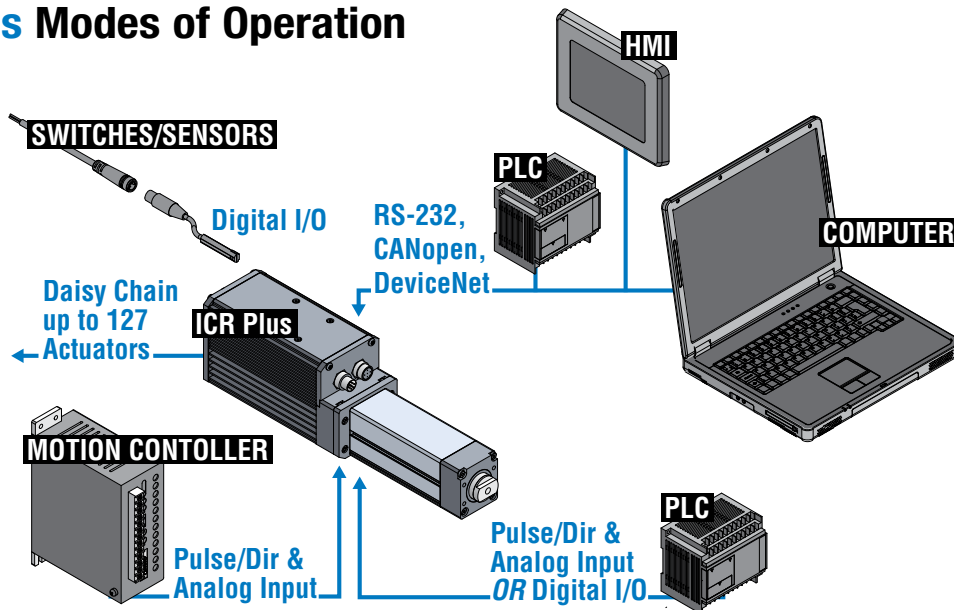 s Modes of Operation
HMI
SWITCHES/SENSORS
PLC
Digital I/O
RS-232,
CANopen,
DeviceNet
COMPUTER
Daisy Chain
up to 127
Actuators
ICR Plus
MOTION CONTOLLER
PLC
Pulse/Dir &
Analog Input
Pulse/Dir &
Analog Input
OR Digital I/O